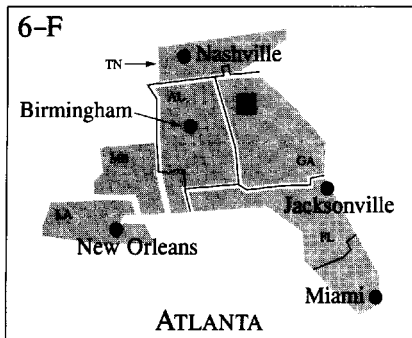 6-F
Nashville
TN
AL
Birmingham
MS
GA
Jacksonville
LA
New Orleans
FL
Miami
ATLANTA